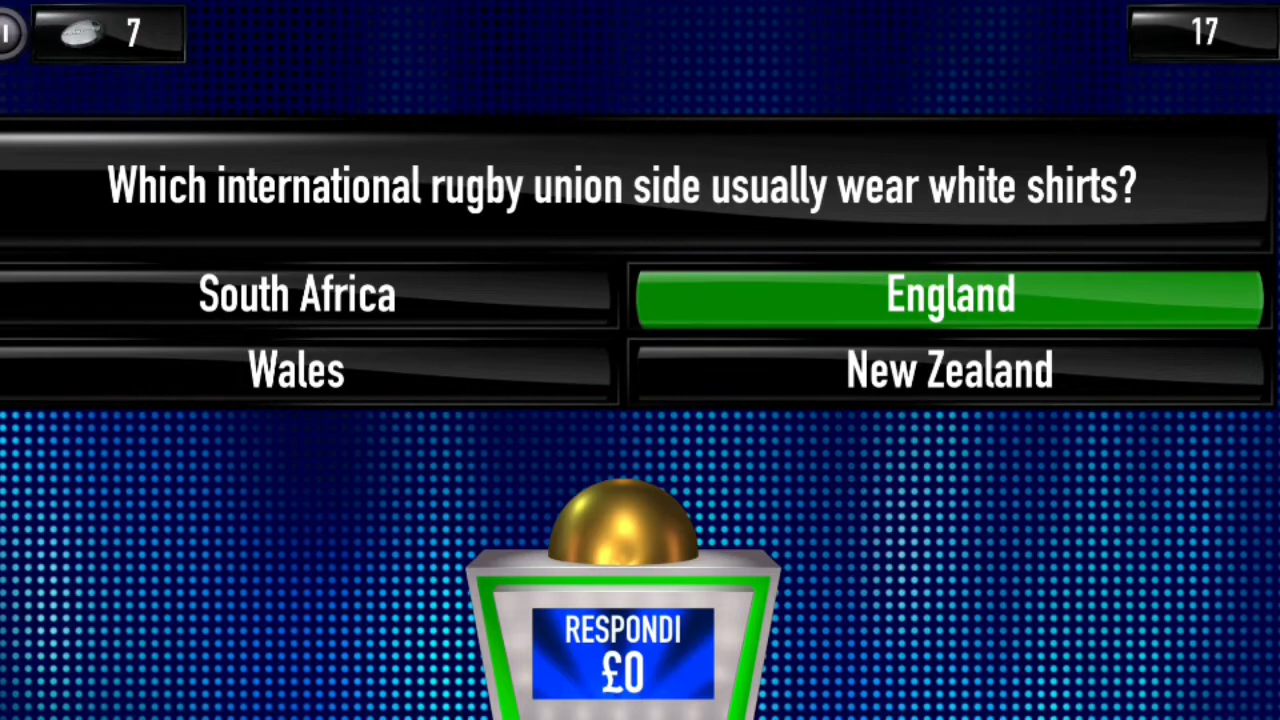 7
17
Which international rugby union side usually wear white shirts?
South Africa
England
Wales
New Zealand
RESPONDI
£0